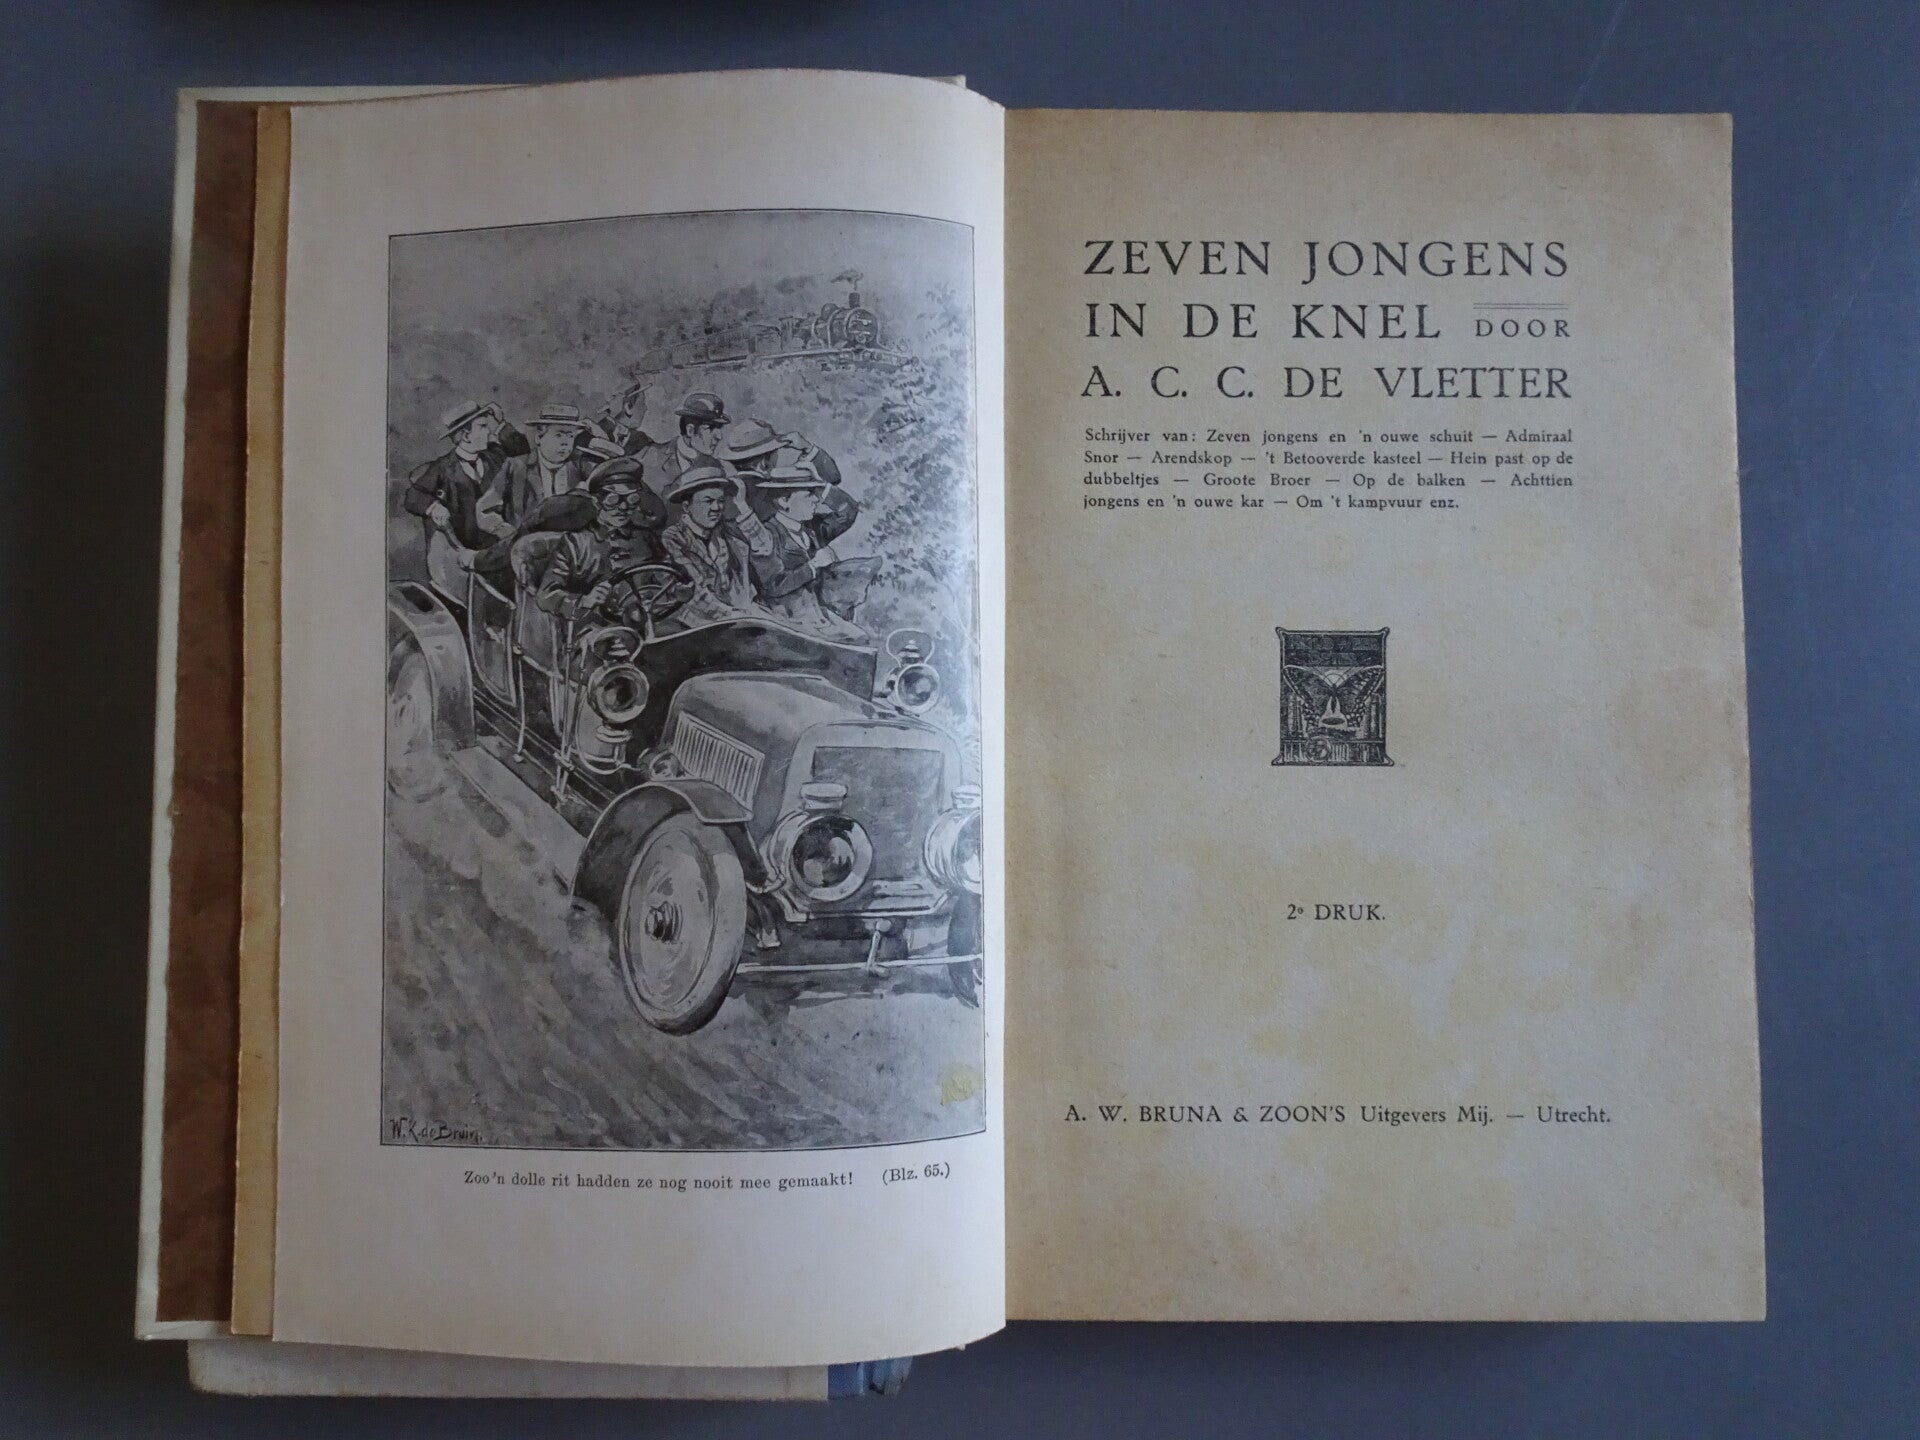 W.K.de Bruin.
Zoo'n dolle rit hadden ze nog nooit mee gemaakt! (Blz. 65.)
ZEVEN JONGENS
IN DE KNEL DOOR
A. C. C. DE VLETTER
Schrijver van: Zeven jongens en 'n ouwe schuit — Admiraal
Snor — Arendskop — 't Betooverde kasteel — Hein past op de
dubbeltjes — Groote Broer — Op de balken — Achttien
jongens en 'n ouwe kar — Om 't kampvuur enz.
2e DRUK.
A. W. BRUNA & ZOON'S Uitgevers Mij. — Utrecht.